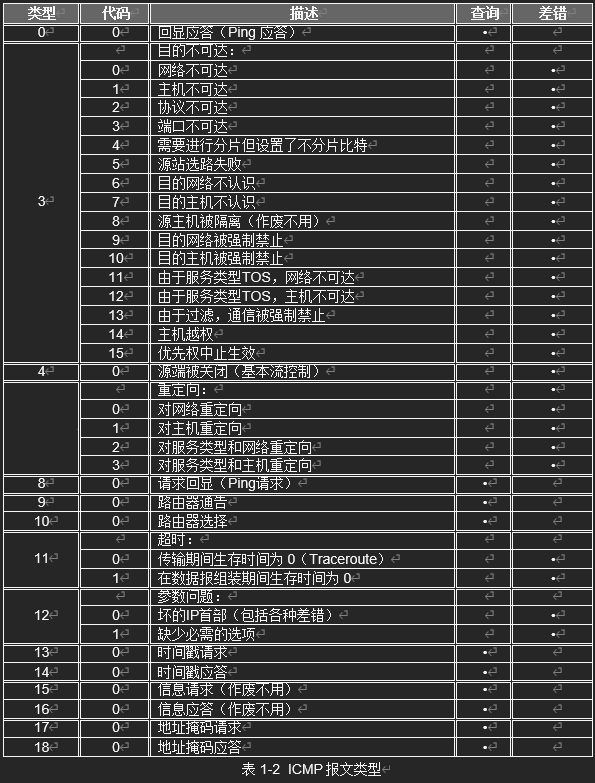 类型 代码 描述 查询 差错
0 0 回显应答（Ping 应答） •
目的不可达：
0 网络不可达 •
1 主机不可达 •
2 协议不可达 •
3 端口不可达 •
4 需要进行分片但设置了不分片比特 •
5 源站选路失败 •
6 目的网络不认识 •
3 7 目的主机不认识 •
8 源主机被隔离（作废不用） •
9 目的网络被强制禁止 •
10 目的主机被强制禁止 •
11 由于服务类型TOS，网络不可达 •
12 由于服务类型TOS，主机不可达 •
13 由于过滤，通信被强制禁止 •
14 主机越权 •
15 优先权中止生效 •
4 0 源端被关闭（基本流控制） •
重定向： •
0 对网络重定向 •
1 对主机重定向 •
2 对服务类型和网络重定向 •
3 对服务类型和主机重定向 •
8 0 请求回显（Ping请求） •
9 0 路由器通告 •
10 0 路由器选择 •
超时：
11 0 传输期间生存时间为 0（Traceroute） •
1 在数据报组装期间生存时间为 0 •
参数问题：
12 0 坏的IP首部（包括各种差错） •
1 缺少必需的选项 •
13 0 时间戳请求 •
14 0 时间戳应答 •
15 0 信息请求（作废不用） •
16 0 信息应答（作废不用） •
17 0 地址掩码请求 •
18 0 地址掩码应答 •
表 1-2 ICMP 报文类型